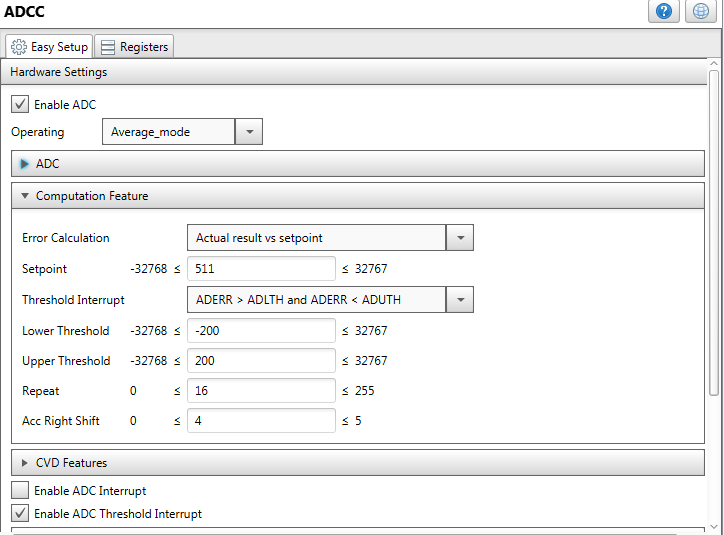 ADCC
Easy Setup Registers
Hardware Settings
Enable ADC
Operating Average_mode
ADC
Computation Feature
Error Calculation Actual result vs setpoint
Setpoint -32768 ≤ 511 ≤ 32767
Threshold Interrupt ADERR > ADLTH and ADERR < ADUTH
Lower Threshold -32768 ≤ -200 ≤ 32767
Upper Threshold -32768 ≤ 200 ≤ 32767
Repeat 0 ≤ 16 ≤ 255
Acc Right Shift 0 ≤ 4 ≤ 5
CVD Features
Enable ADC Interrupt
Enable ADC Threshold Interrupt